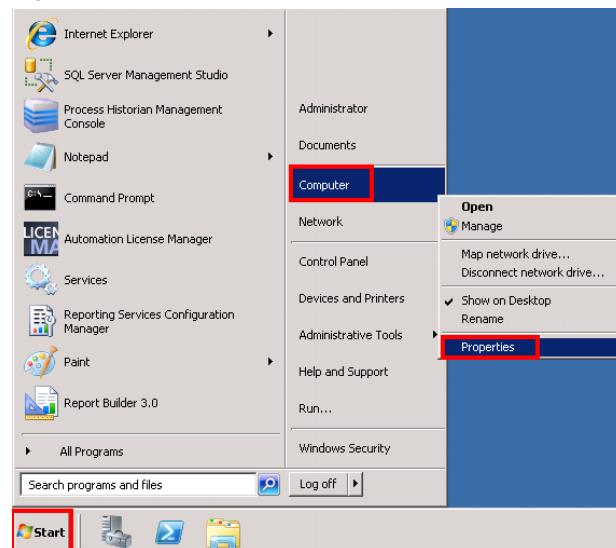 Internet Explorer
SQL Server Management Studio
Process Historian Management
Console
Notepad
C:\
Command Prompt
LICEN
MA
Automation License Manager
Services
Reporting Services Configuration
Manager
Paint
Report Builder 3.0
All Programs
Search programs and files
Administrator
Documents
Computer
Network
Control Panel
Devices and Printers
Administrative Tools
Help and Support
Run...
Windows Security
Log off
Open
Manage
Map network drive...
Disconnect network drive...
Show on Desktop
Rename
Properties
Start